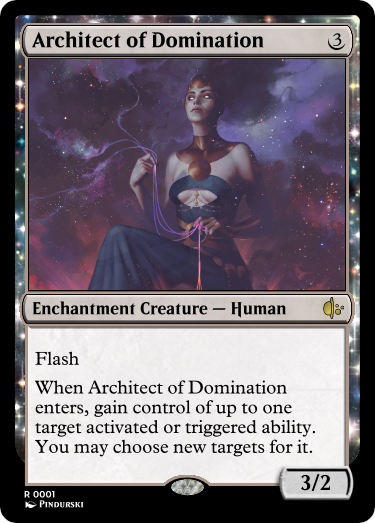 Architect of Domination 3
Enchantment Creature — Human
Flash
When Architect of Domination
enters, gain control of up to one
target activated or triggered ability.
You may choose new targets for it.
3/2
R 0001
Pindurski